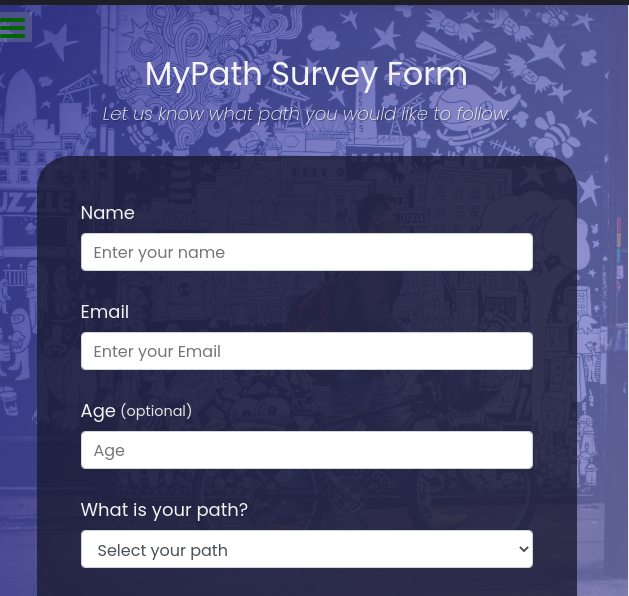 MyPath Survey Form
Let us know what path you would like to follow.
Name
Enter your name
Email
Enter your Email
Age (optional)
Age
What is your path?
Select your path